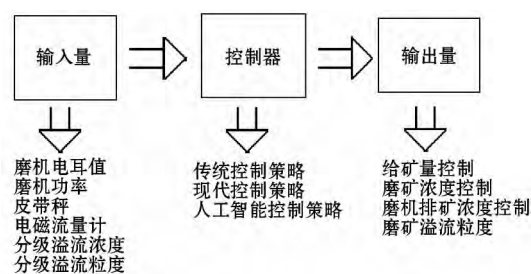 输入量
控制器
输出量
磨机电耳值
磨机功率
皮带秤
电磁流量计
分级溢流浓度
分级溢流粒度
传统控制策略
现代控制策略
人工智能控制策略
给矿量控制
磨矿浓度控制
磨机排矿浓度控制
磨矿溢流粒度